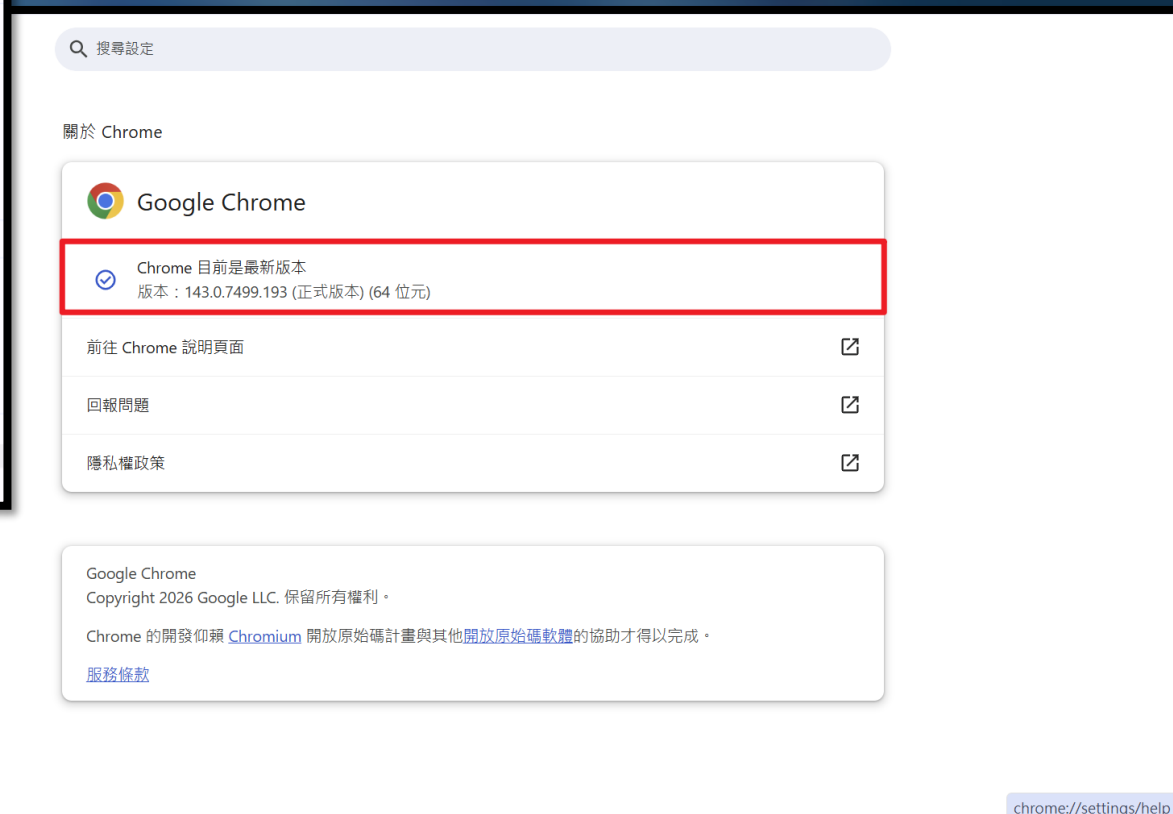 搜尋設定
關於 Chrome
Google Chrome
Chrome 目前是最新版本
版本：143.0.7499.193 (正式版本) (64 位元)
前往 Chrome 說明頁面
回報問題
隱私權政策
Google Chrome
Copyright 2026 Google LLC. 保留所有權利。
Chrome 的開發仰賴 Chromium 開放原始碼計畫與其他開放原始碼軟體的協助才得以完成。
服務條款
chrome://settings/help